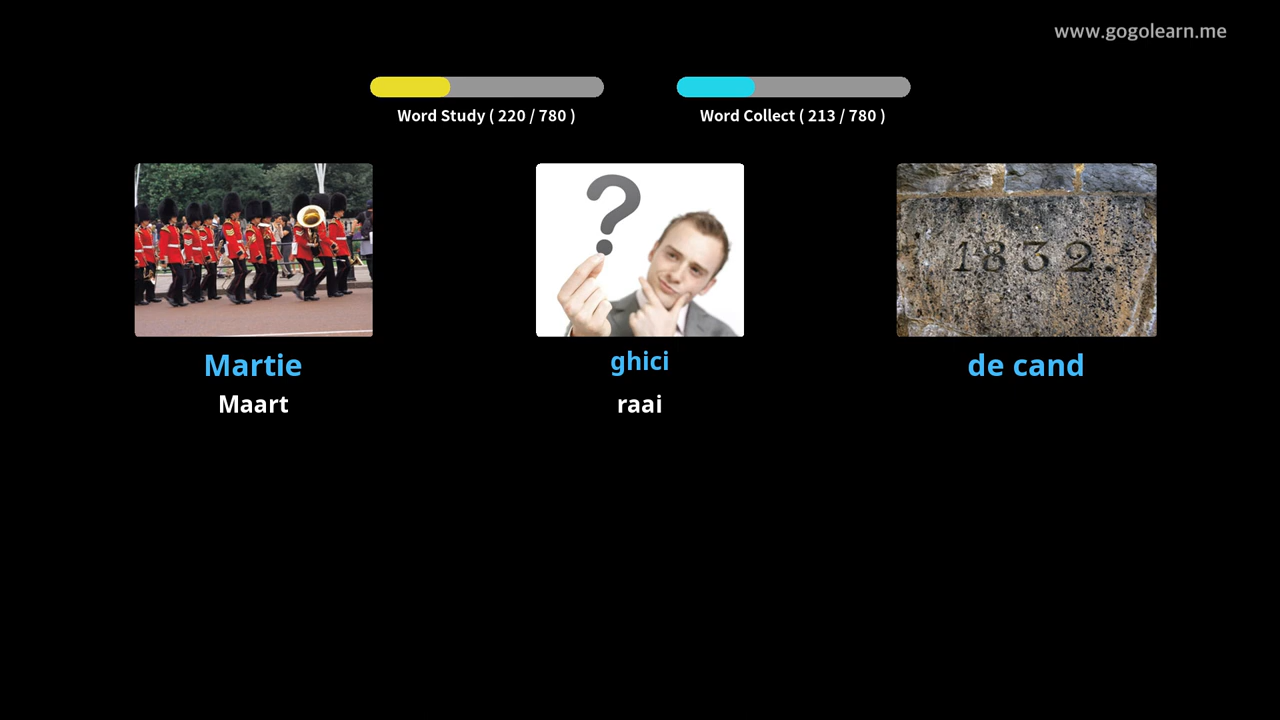 www.gogolearn.me
Word Study ( 220 / 780 )
Word Collect ( 213 / 780 )
1832.
Martie
ghici
de cand
Maart
raai